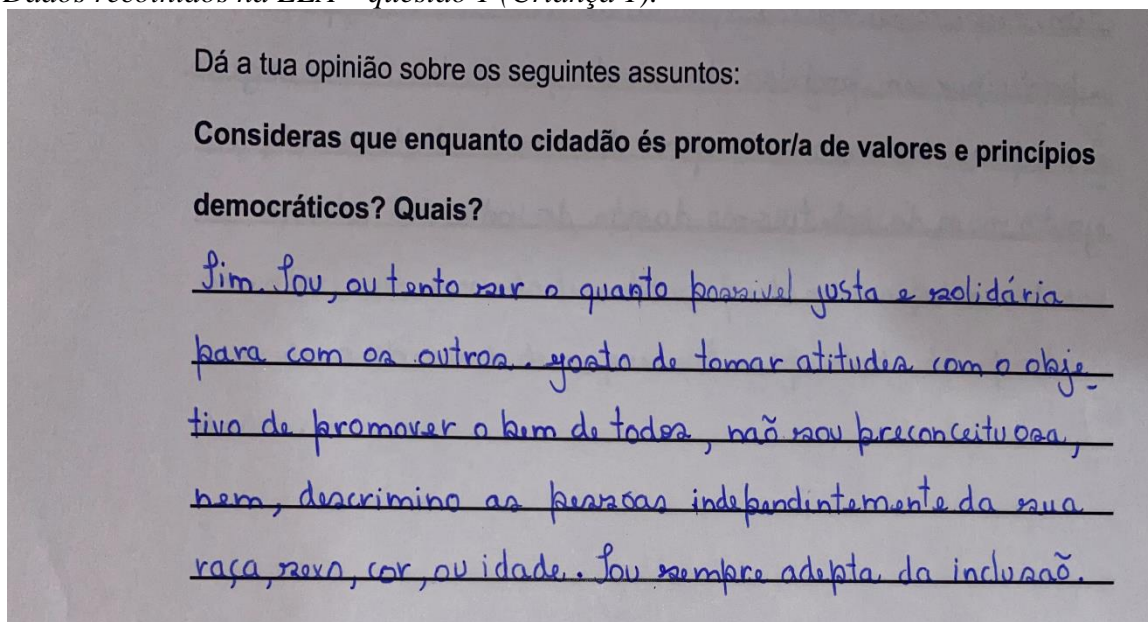 Dados recolhidos na LLA – questão 1 (Criança 1).
Dá a tua opinião sobre os seguintes assuntos:
Consideras que enquanto cidadão és promotor/a de valores e princípios
democráticos? Quais?
Sim. Sou, ou tento ser o quanto possivel justa e solidária
para com os outros. gosto de tomar atitudes com o obje-
tivo de promover o bem de todos, não sou preconceituosa,
nem, descrimino as pessoas independintemente da sua
raça, sexo, cor, ou idade. Sou sempre adepta da inclusaõ.